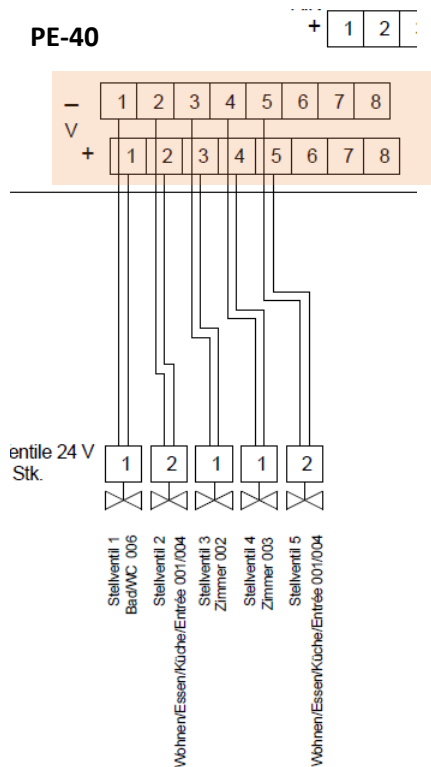 PE-40
+ 1 2
– 1 2 3 4 5 6 7 8
V
+ 1 2 3 4 5 6 7 8
entile 24 V
Stk.
1 2 1 1 2
Stellventil 1
Bad/WC 006
Stellventil 2
Wohnen/Essen/Küche/Entrée 001/004
Stellventil 3
Zimmer 002
Stellventil 4
Zimmer 003
Stellventil 5
Wohnen/Essen/Küche/Entrée 001/004